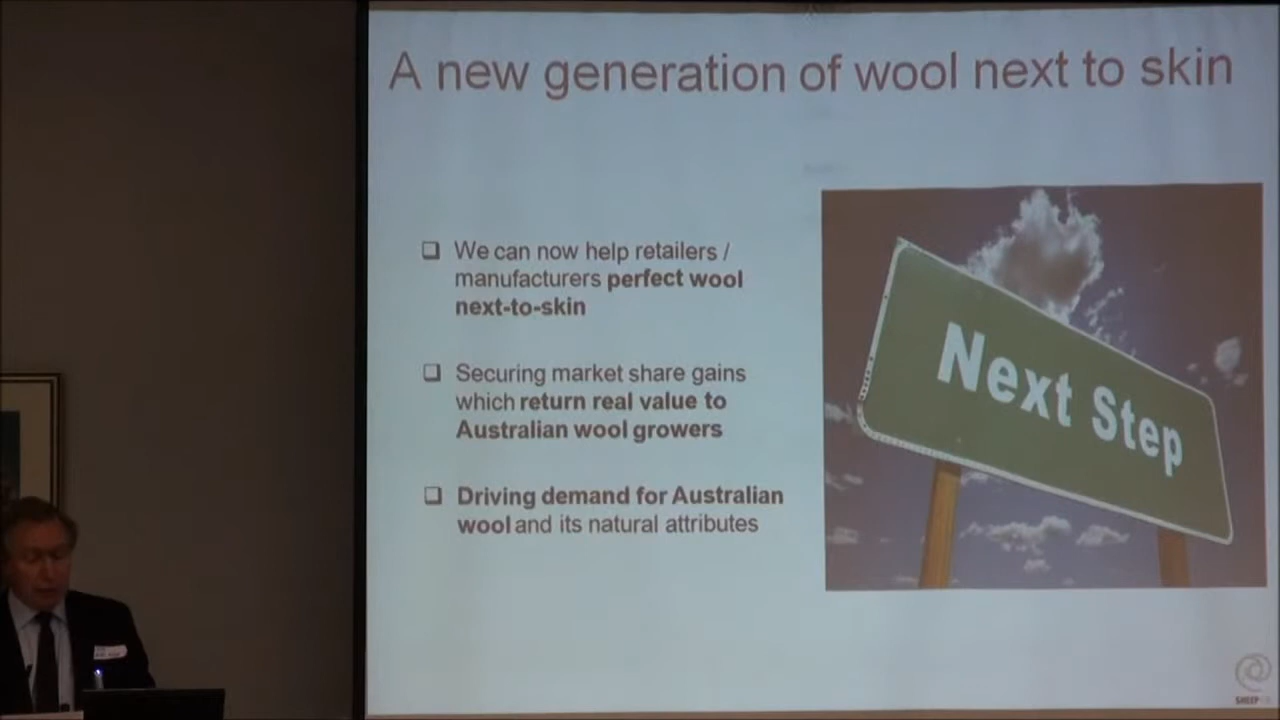 A new generation of wool next to skin
❑ We can now help retailers /
manufacturers perfect wool
next-to-skin
❑ Securing market share gains
which return real value to
Australian wool growers
❑ Driving demand for Australian
wool and its natural attributes
Next Step
SHEEP